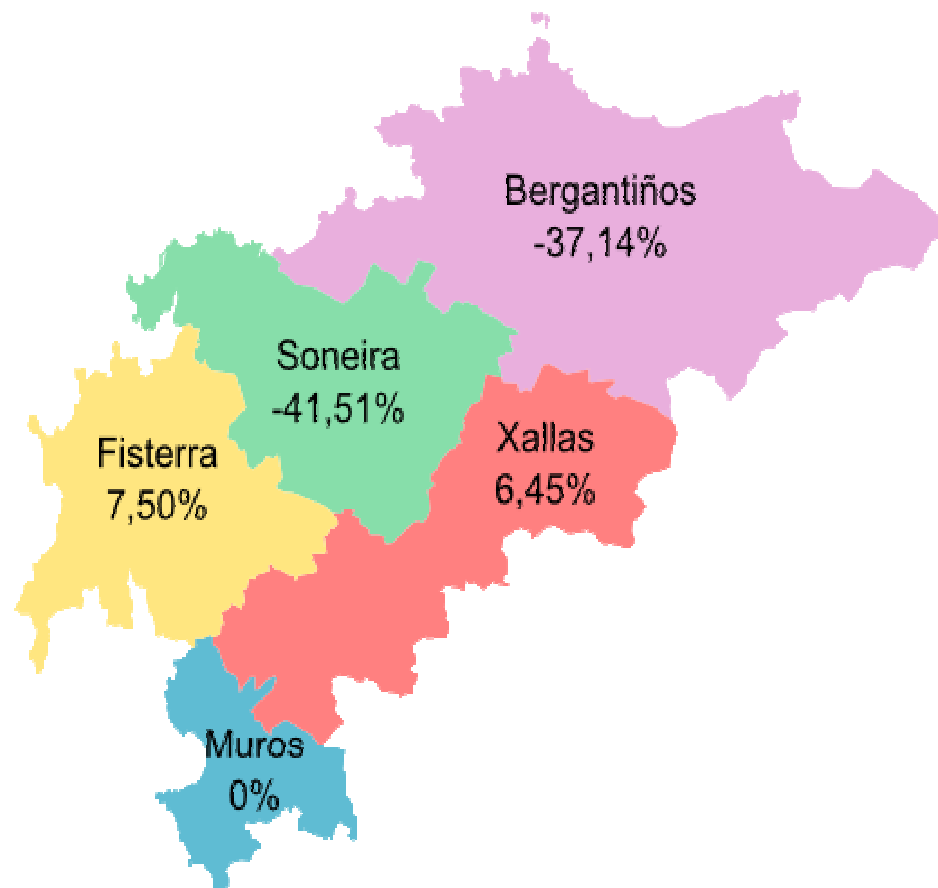 Bergantiños
-37,14%
Soneira
-41,51%
Xallas
6,45%
Fisterra
7,50%
Muros
0%